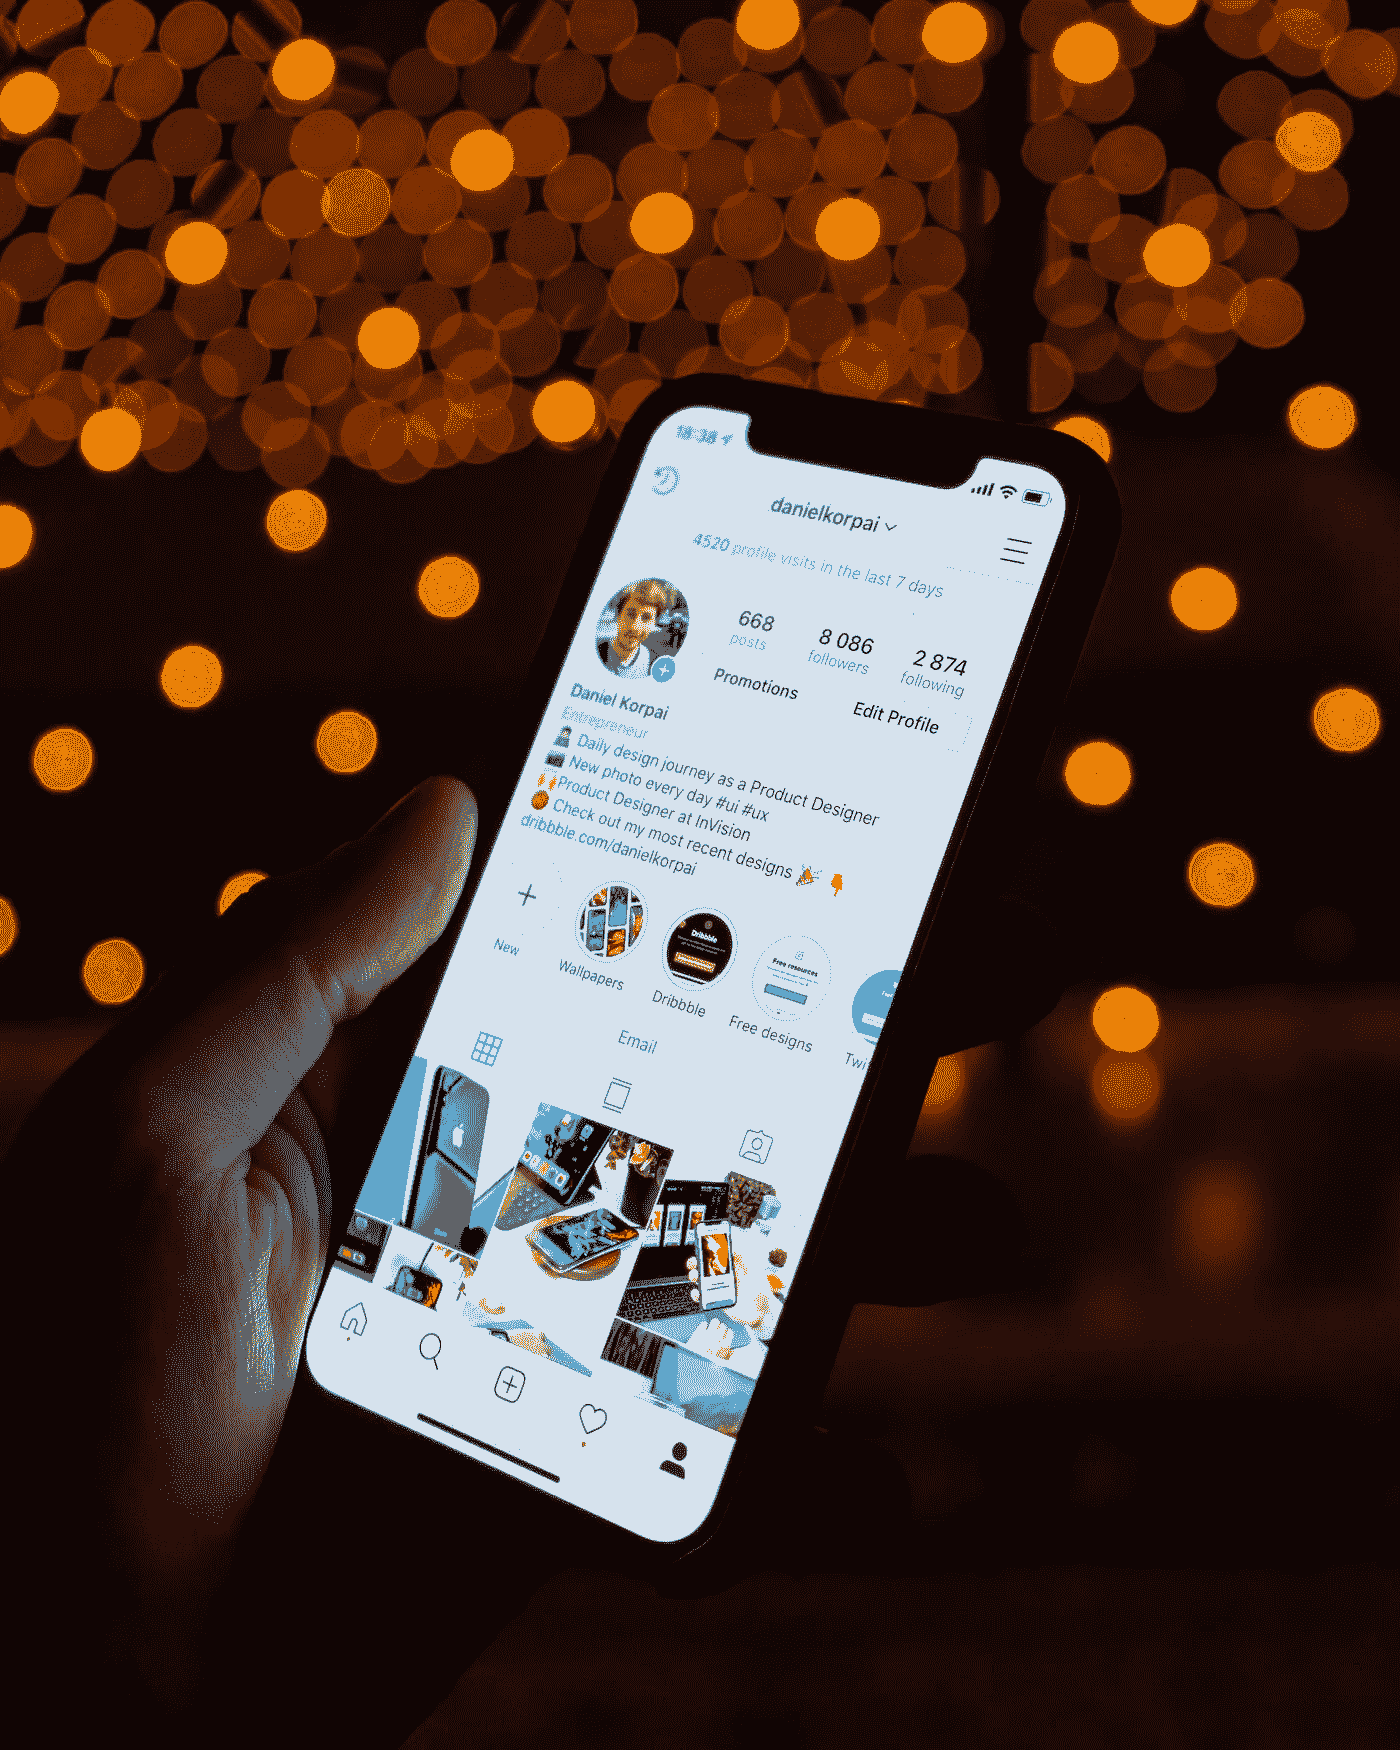 18:38
danielkorpai
4520 profile visits in the last 7 days
668 8 086 2 874
posts followers following
Promotions Edit Profile
Daniel Korpai
Entrepreneur
Daily design journey as a Product Designer
New photo every day #ui #ux
Product Designer at InVision
Check out my most recent designs
dribbble.com/danielkorpai
Dribbble
Free resources
New Wallpapers Dribbble Free designs Twi
Email